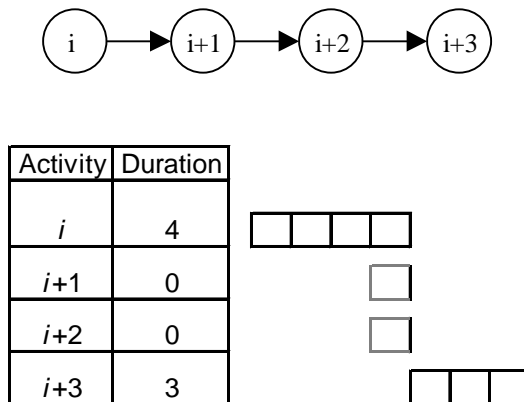 i i+1 i+2 i+3
Activity Duration
i 4
i+1 0
i+2 0
i+3 3